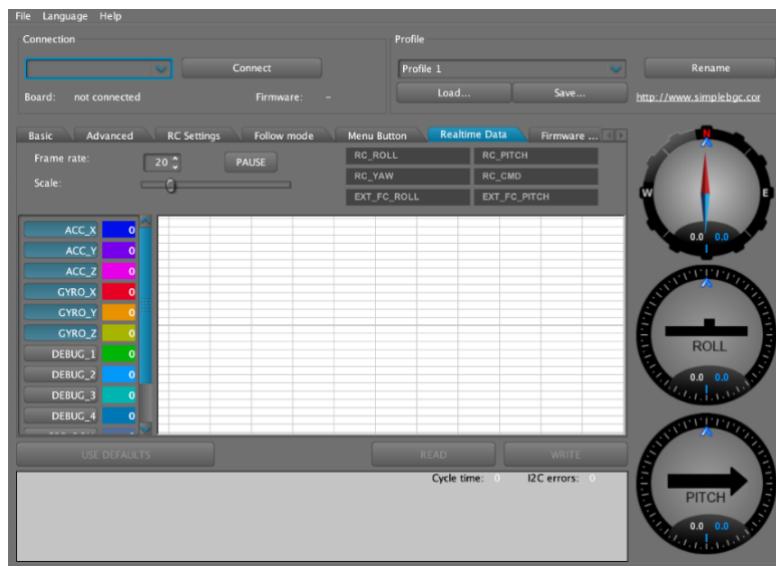 File Language Help
Connection
Connect
Board: not connected Firmware: –
Profile
Profile 1 Rename
Load... Save... http://www.simplebgc.cor
Basic Advanced RC Settings Follow mode Menu Button Realtime Data Firmware ...
Frame rate: 20 PAUSE
Scale:
RC_ROLL RC_PITCH
RC_YAW RC_CMD
EXT_FC_ROLL EXT_FC_PITCH
ACC_X 0
ACC_Y 0
ACC_Z 0
GYRO_X 0
GYRO_Y 0
GYRO_Z 0
DEBUG_1 0
DEBUG_2 0
DEBUG_3 0
DEBUG_4 0
N
W E
0.0 0.0
ROLL
0.0 0.0
PITCH
0.0 0.0
USE DEFAULTS READ WRITE
Cycle time: 0 I2C errors: 0